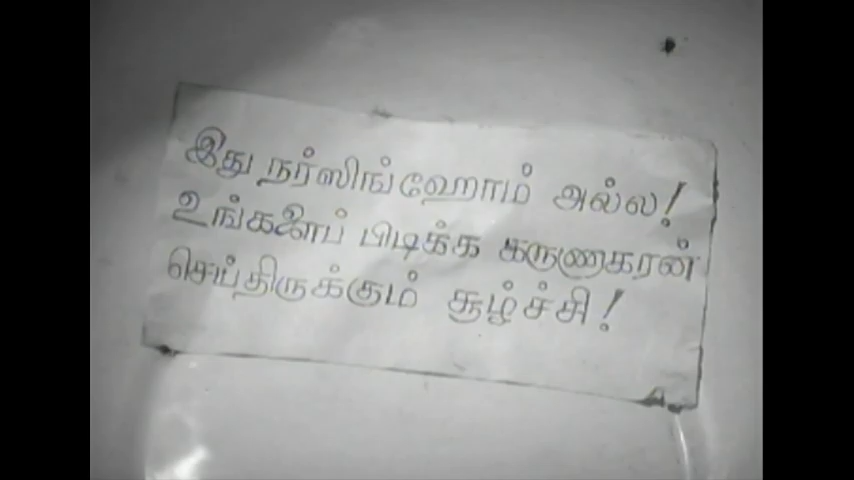 இது நர்ஸிங்ஹோம் அல்ல!
உங்களைப் பிடிக்க கருணாகரன்
செய்திருக்கும் சூழ்ச்சி!